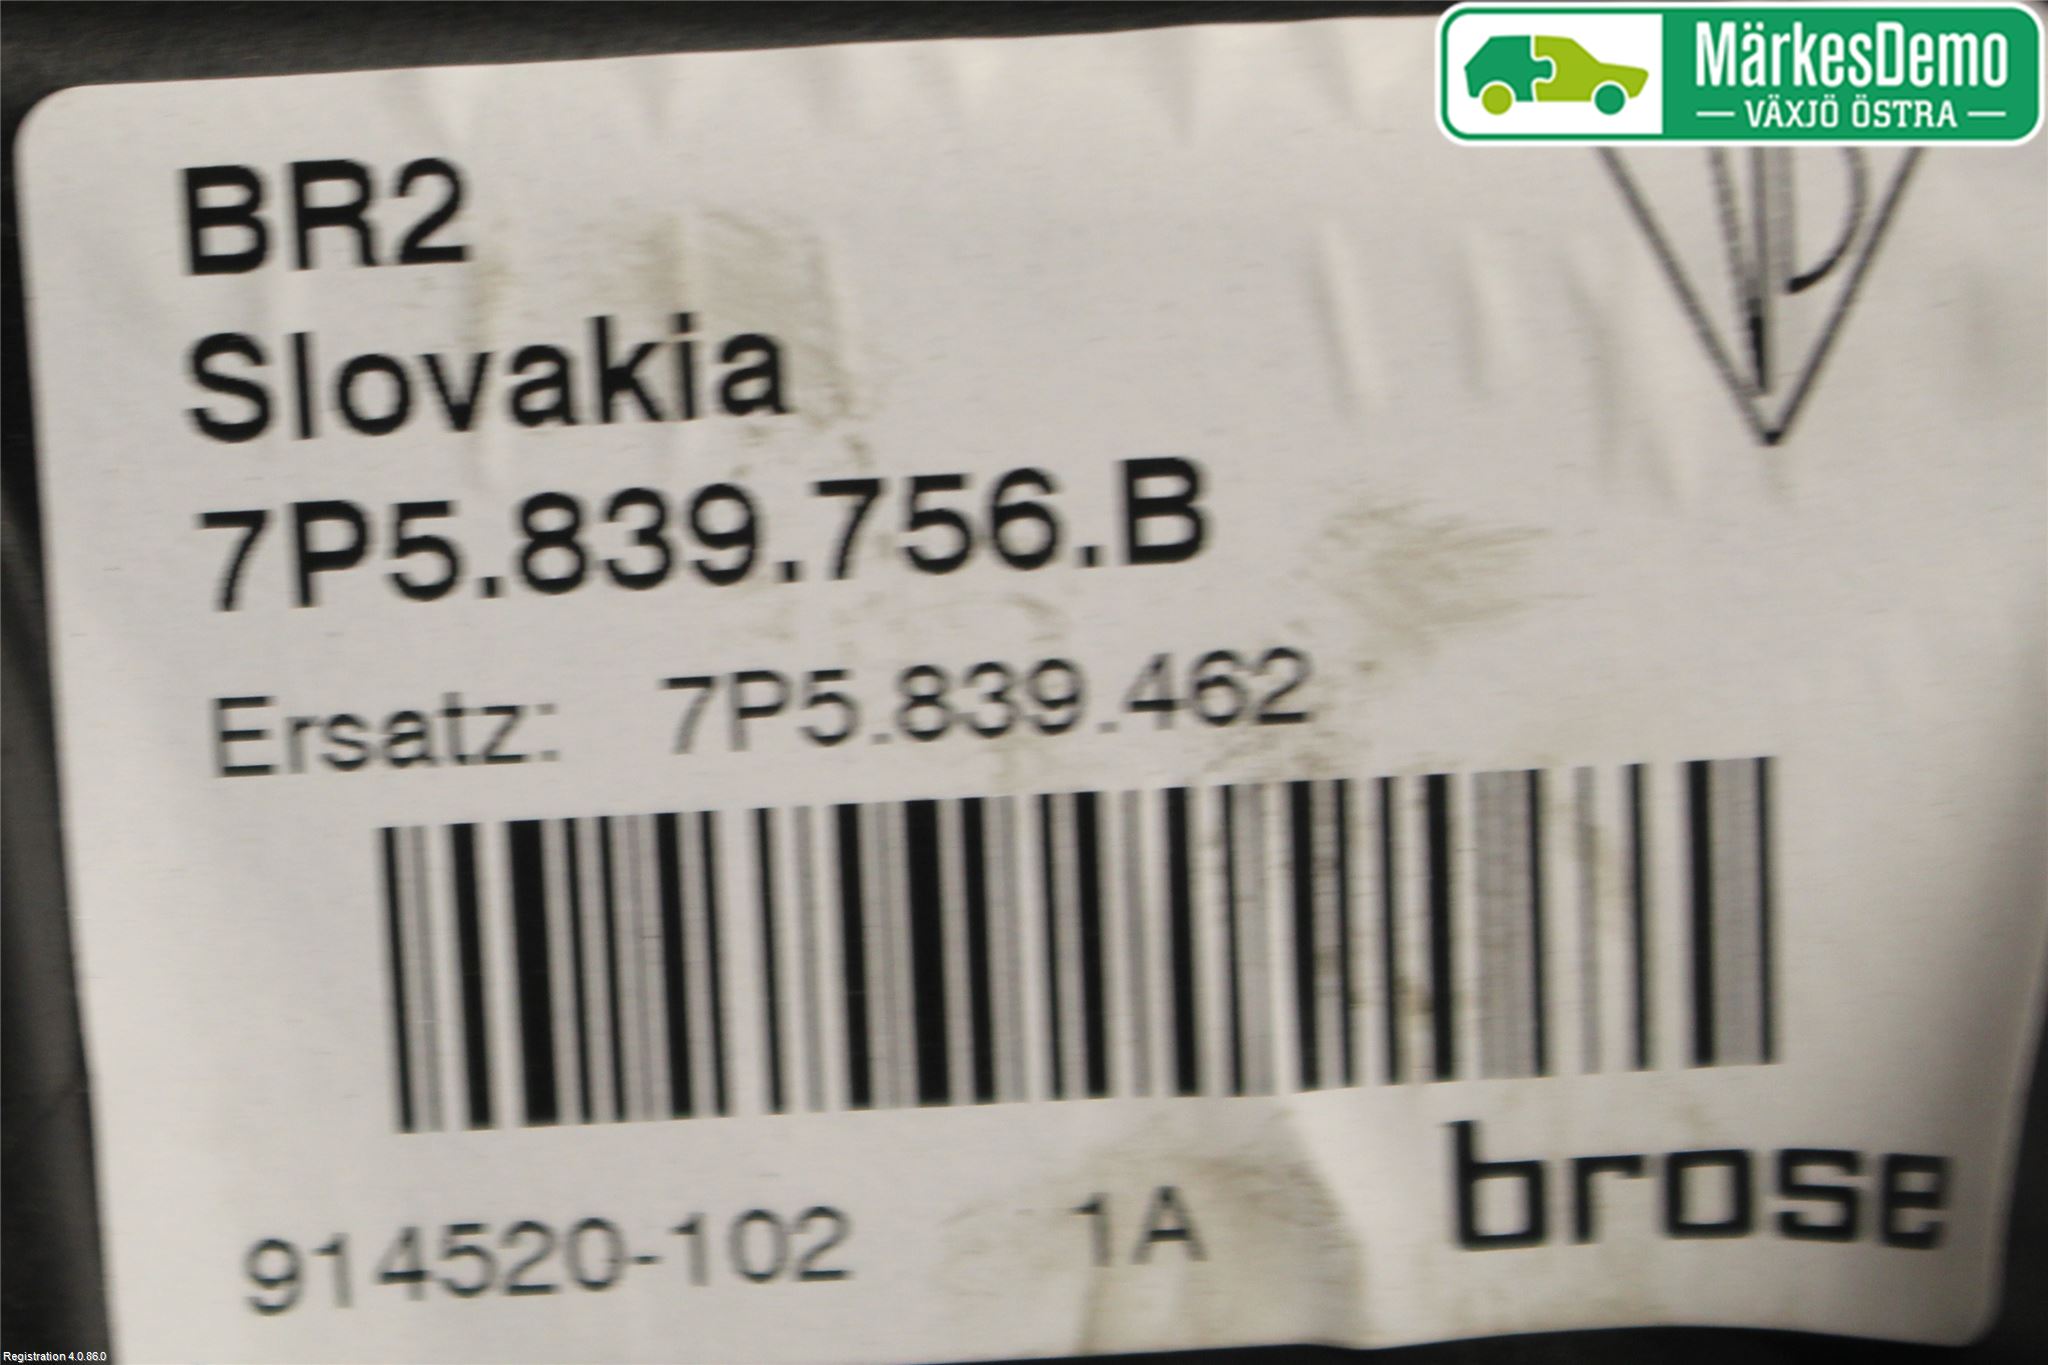 MärkesDemo
VÄXJÖ ÖSTRA
BR2
Slovakia
7P5.839.756.B
Ersatz: 7P5.839.462
914520-102 1A brose
Registration 4.0.86.0